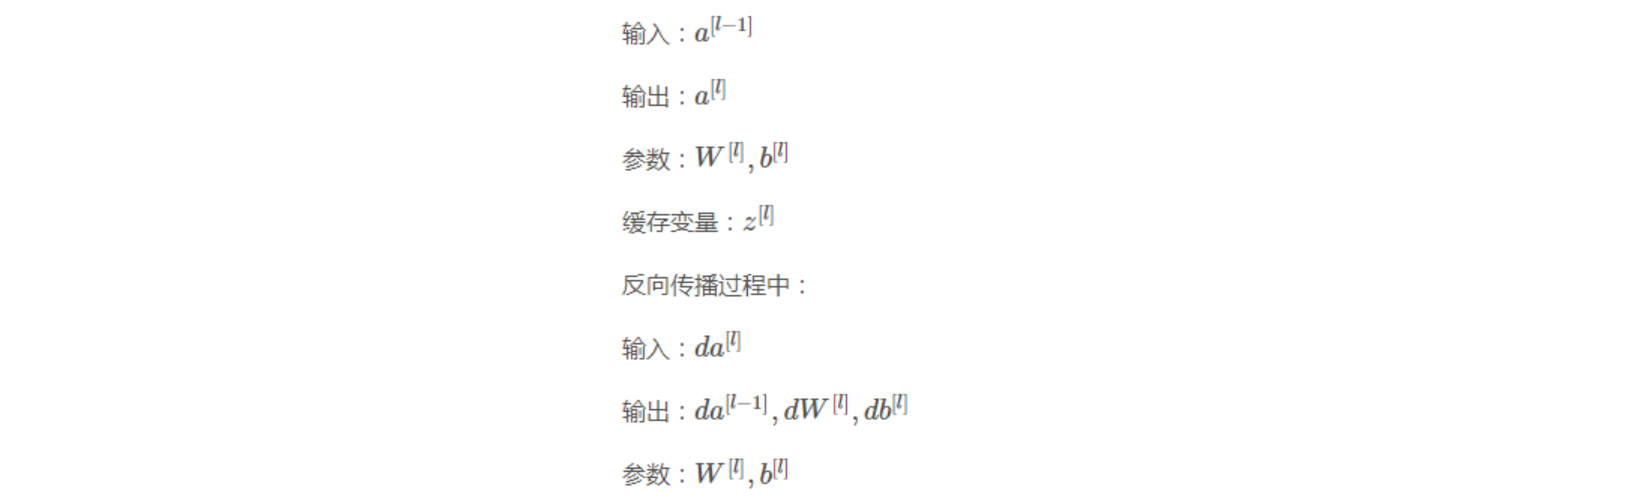 输入：$a^{[l-1]}$
输出：$a^{[l]}$
参数：$W^{[l]}, b^{[l]}$
缓存变量：$z^{[l]}$
反向传播过程中：
输入：$da^{[l]}$
输出：$da^{[l-1]}, dW^{[l]}, db^{[l]}$
参数：$W^{[l]}, b^{[l]}$